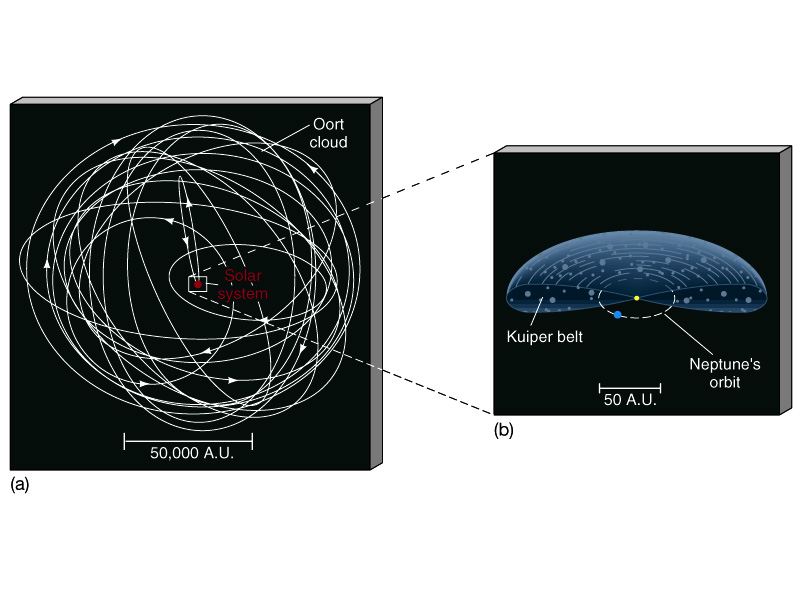 Oort
cloud
Solar
system
50,000 A.U.
(a)
Kuiper belt
Neptune's
orbit
50 A.U.
(b)